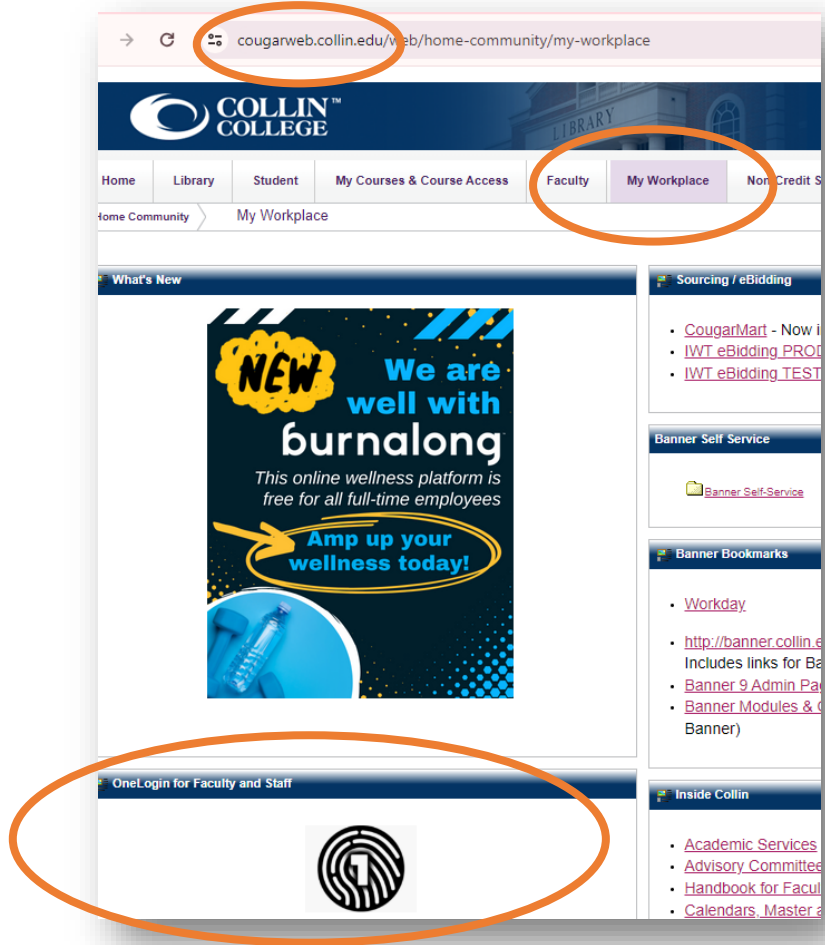 cougarweb.collin.edu/web/home-community/my-workplace
COLLIN™
COLLEGE
LIBRARY
Home Library Student My Courses & Course Access Faculty My Workplace Non Credit S
Home Community My Workplace
What's New
NEW
We are
well with
burnalong
This online wellness platform is
free for all full-time employees
Amp up your
wellness today!
OneLogin for Faculty and Staff
1
Sourcing / eBidding
CougarMart - Now i
IWT eBidding PROD
IWT eBidding TEST
Banner Self Service
Banner Self-Service
Banner Bookmarks
Workday
http://banner.collin.e
Includes links for Ba
Banner 9 Admin Pa
Banner Modules &
Banner)
Inside Collin
Academic Services
Advisory Committee
Handbook for Facul
Calendars, Master a